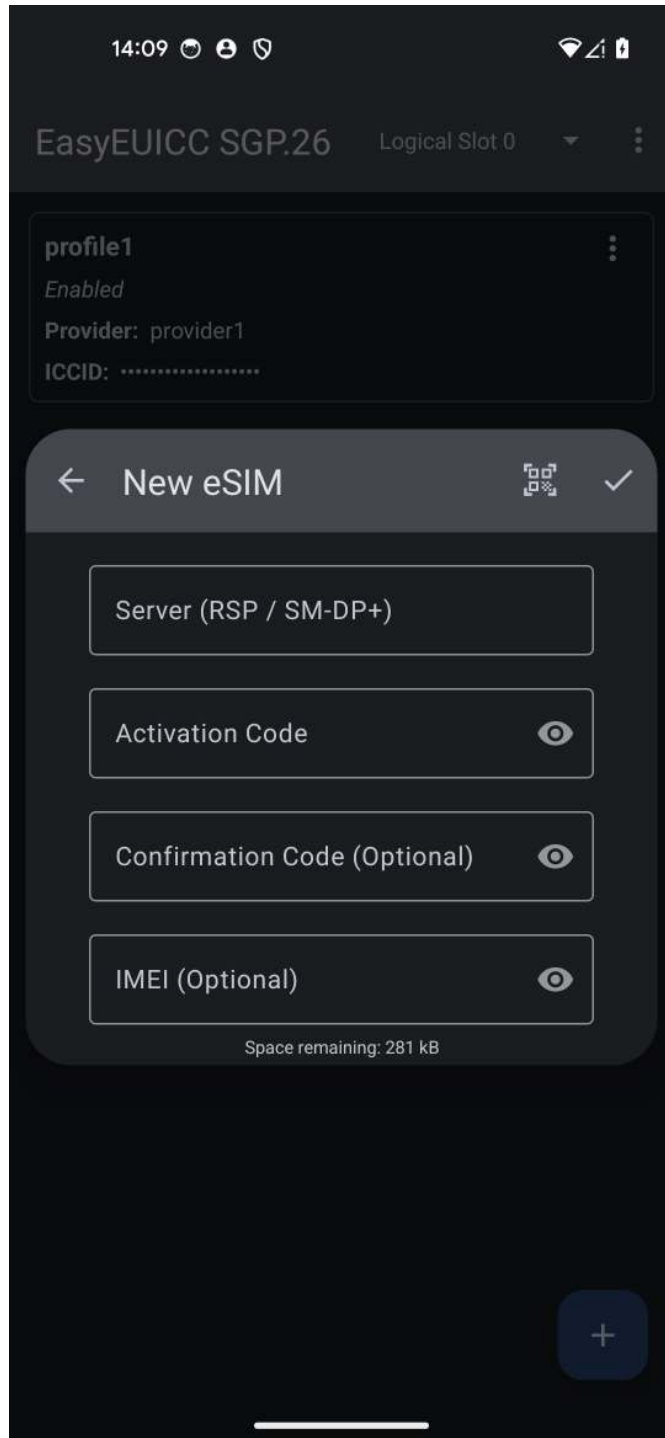 14:09
EasyEUICC SGP.26 Logical Slot 0
profile1
Enabled
Provider: provider1
ICCID: •••••••••••••••••••
New eSIM
Server (RSP / SM-DP+)
Activation Code
Confirmation Code (Optional)
IMEI (Optional)
Space remaining: 281 kB